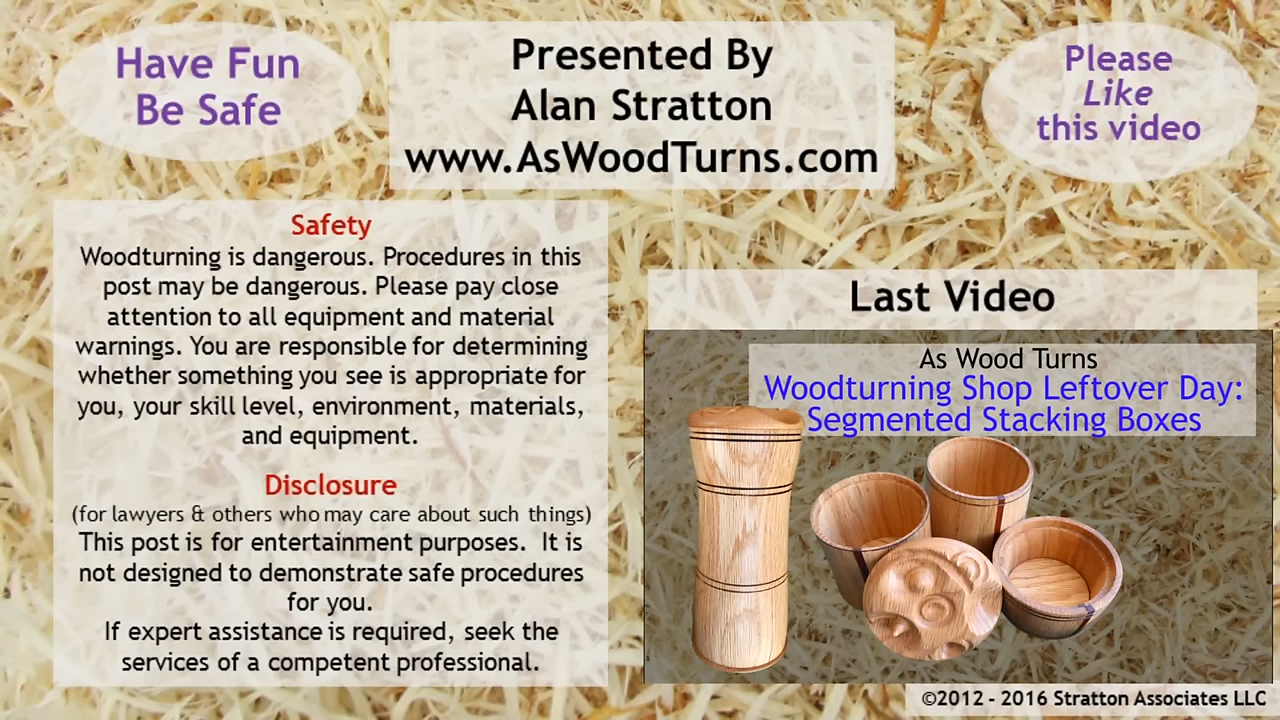 Have Fun
Be Safe
Presented By
Alan Stratton
www.AsWoodTurns.com
Please
Like
this video
Safety
Woodturning is dangerous. Procedures in this
post may be dangerous. Please pay close
attention to all equipment and material
warnings. You are responsible for determining
whether something you see is appropriate for
you, your skill level, environment, materials,
and equipment.
Disclosure
(for lawyers & others who may care about such things)
This post is for entertainment purposes.  It is
not designed to demonstrate safe procedures
for you.
If expert assistance is required, seek the
services of a competent professional.
Last Video
As Wood Turns
Woodturning Shop Leftover Day:
Segmented Stacking Boxes
©2012 - 2016 Stratton Associates LLC